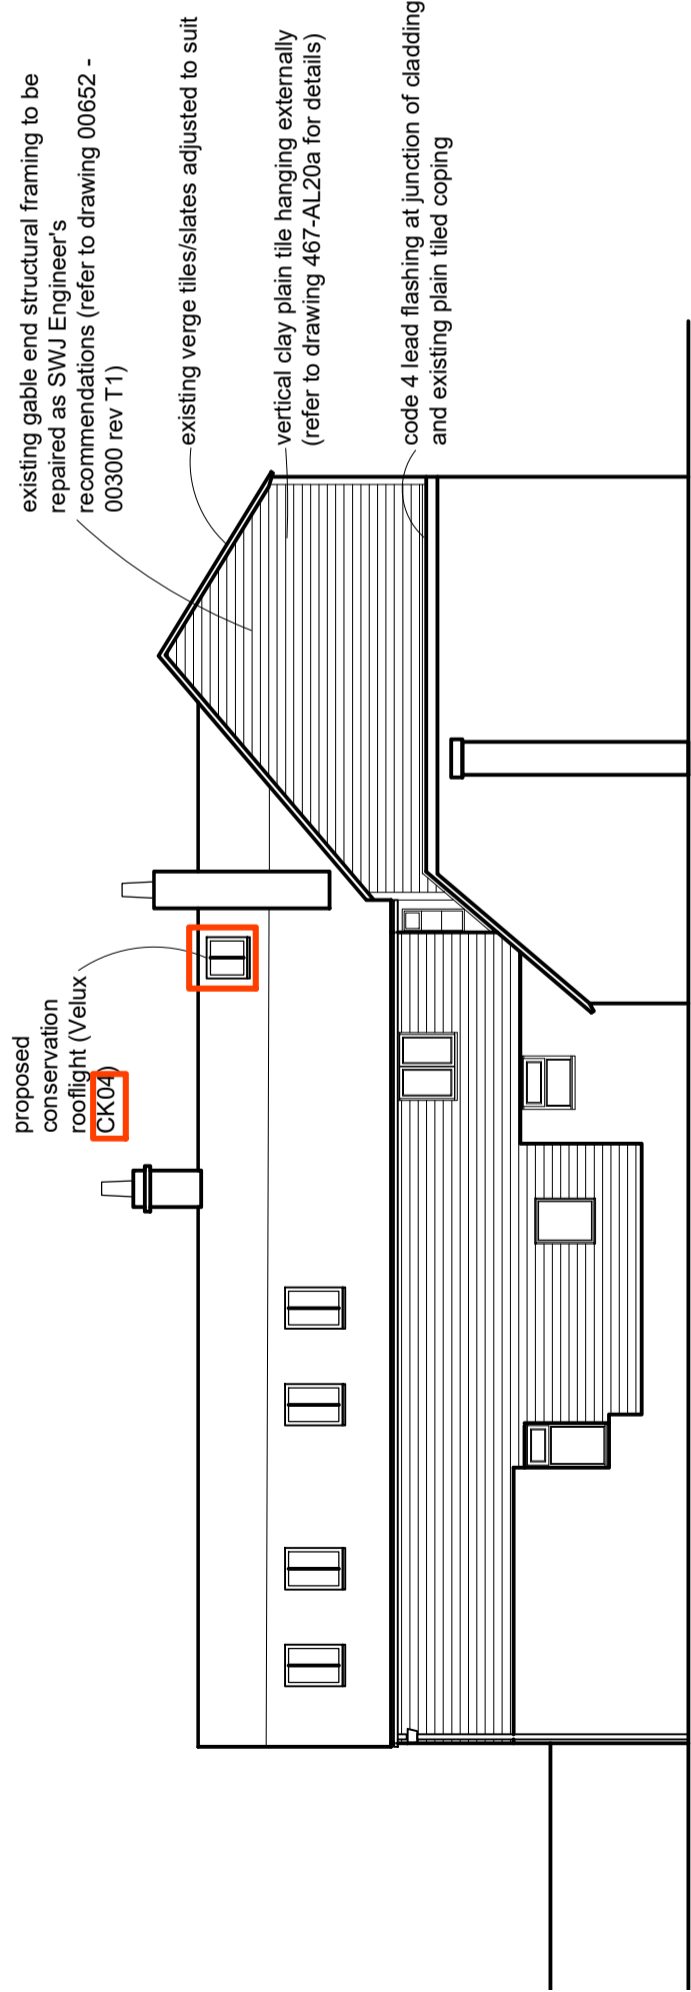 proposed
conservation
rooflight (Velux
CK04)
existing gable end structural framing to be
repaired as SWJ Engineer's
recommendations (refer to drawing 00652 -
00300 rev T1)
existing verge tiles/slates adjusted to suit
vertical clay plain tile hanging externally
(refer to drawing 467-AL20a for details)
code 4 lead flashing at junction of cladding
and existing plain tiled coping